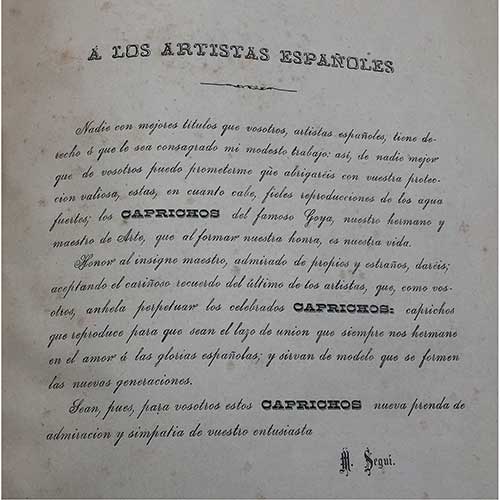 Á LOS ARTISTAS ESPAÑOLES
Nadie con mejores titulos que vosotros, artistas españoles, tiene de-
recho á que le sea consagrado mi modesto trabajo: asi, de nadie mejor
que de vosotros puedo prometerme qüe abrigaréis con vuestra protec-
cion valiosa, estas, en cuanto cabe, fieles reproducciones de los agua
fuertes; los CAPRICHOS del famoso Goya, nuestro hermano y
maestro de Arte, que al formar nuestra honra, es nuestra vida.
Honor al insigne maestro, admirado de propios y estraños, daréis;
aceptando el cariñoso recuerdo del último de los artistas, que, como vos-
otros, anhela perpetuar los celebrados CAPRICHOS: caprichos
que reproduce para que sean el lazo de union que siempre nos hermane
en el amor á las glorias españolas; y sirvan de modelo que se formen
las nuevas generaciones.
Sean, pues, para vosotros estos CAPRICHOS nueva prenda de
admiracion y simpatia de vuestro entusiasta
M. Segui.